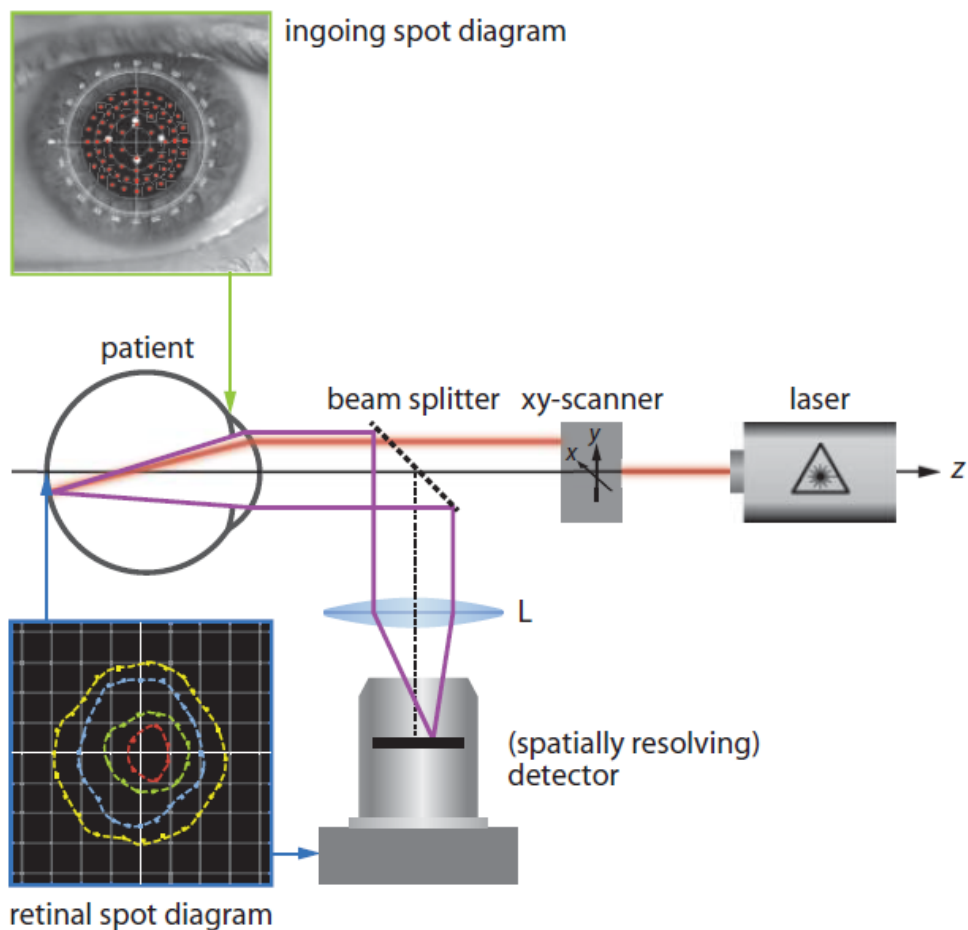 ingoing spot diagram
patient
beam splitter
xy-scanner
laser
y
x
z
L
(spatially resolving)
detector
retinal spot diagram